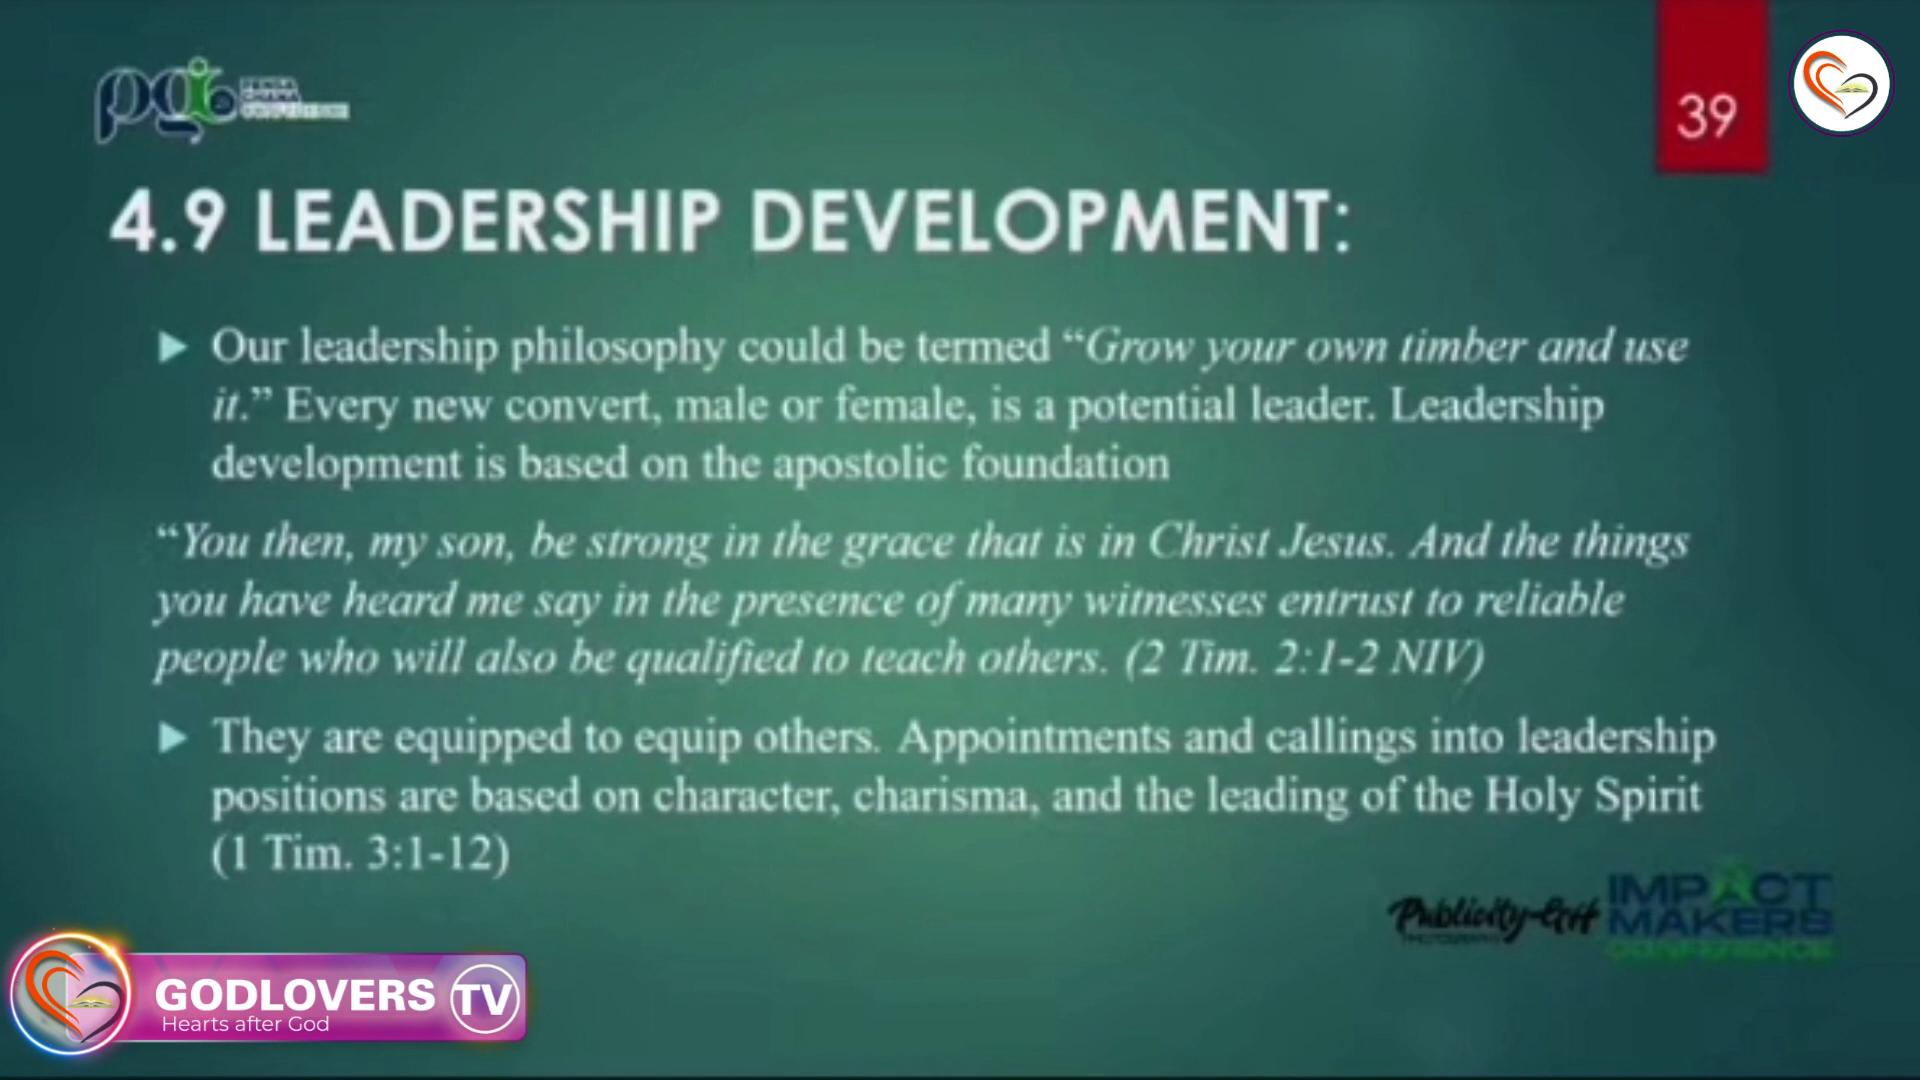 pgio
39
4.9 LEADERSHIP DEVELOPMENT:
Our leadership philosophy could be termed “Grow your own timber and use
it.” Every new convert, male or female, is a potential leader. Leadership
development is based on the apostolic foundation
“You then, my son, be strong in the grace that is in Christ Jesus. And the things
you have heard me say in the presence of many witnesses entrust to reliable
people who will also be qualified to teach others. (2 Tim. 2:1-2 NIV)
They are equipped to equip others. Appointments and callings into leadership
positions are based on character, charisma, and the leading of the Holy Spirit
(1 Tim. 3:1-12)
IMPACT
MAKERS
CONFERENCE
GODLOVERS TV
Hearts after God